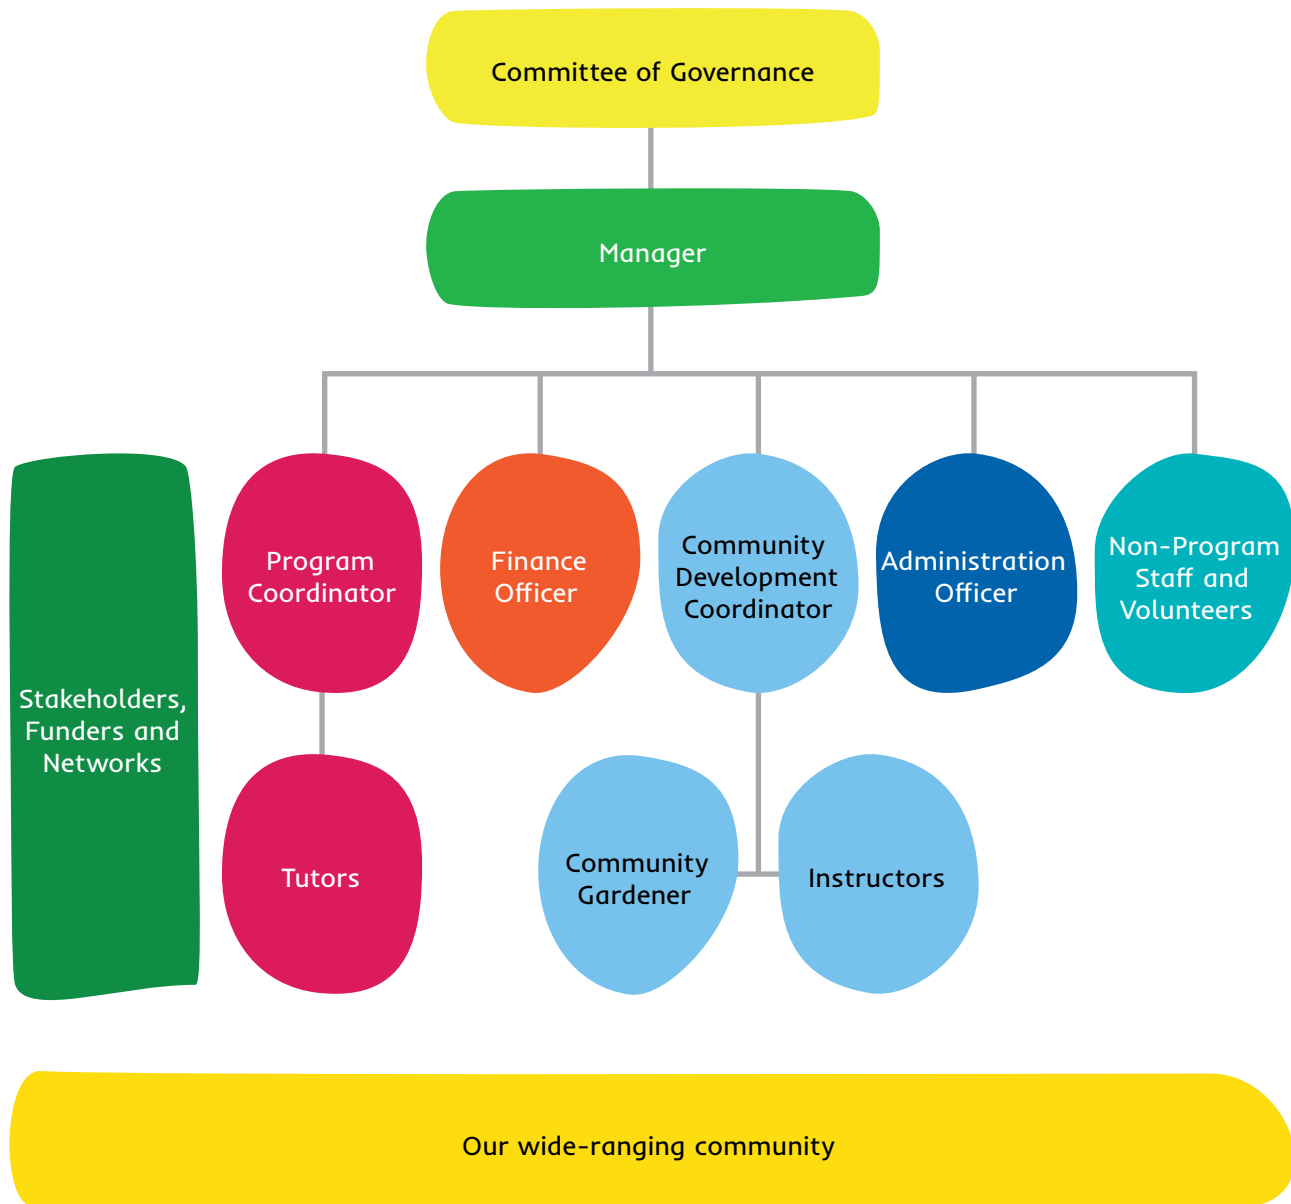 Committee of Governance
Manager
Program
Coordinator
Finance
Officer
Community
Development
Coordinator
Administration
Officer
Non-Program
Staff and
Volunteers
Stakeholders,
Funders and
Networks
Tutors
Community
Gardener
Instructors
Our wide-ranging community